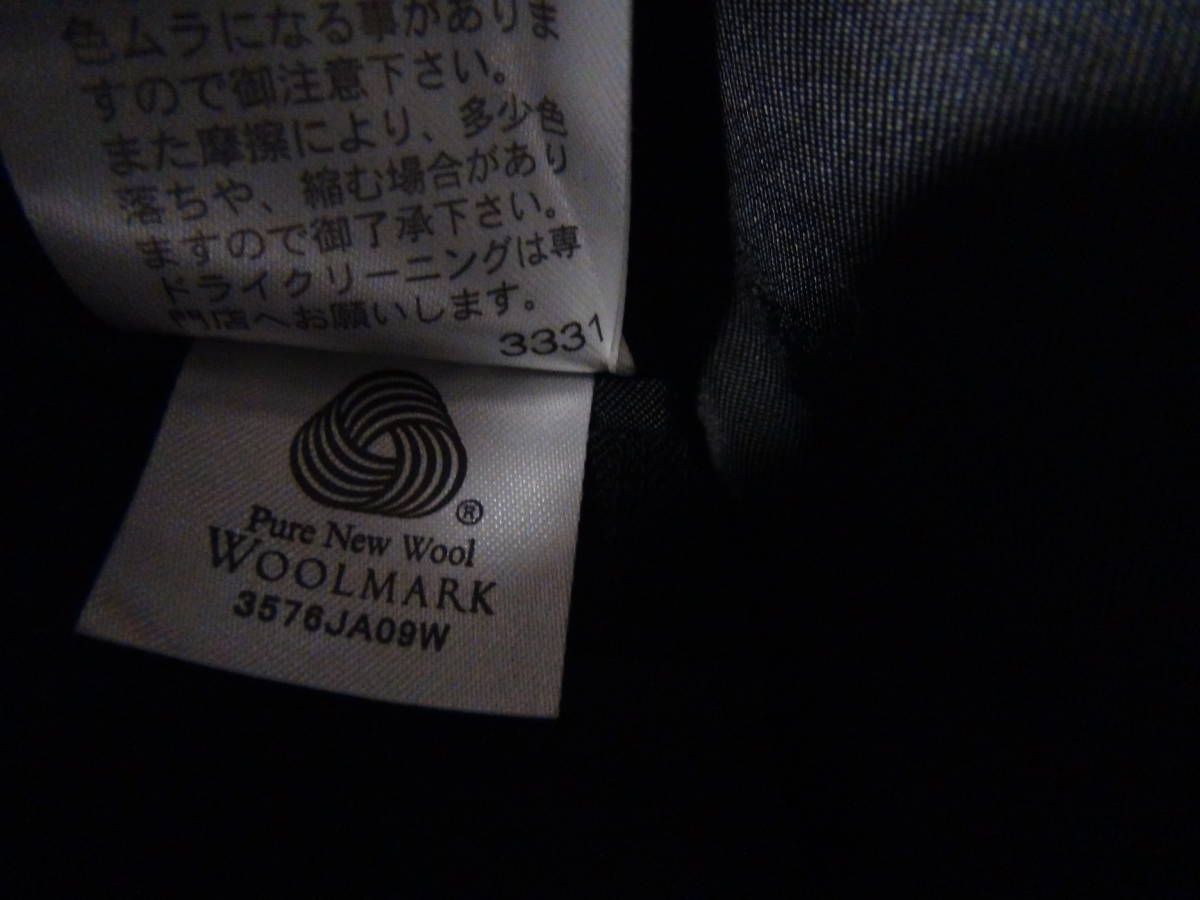 色ムラになる事がありま
すので御注意下さい。
また摩擦により、多少色
落ちや、縮む場合があり
ますので御了承下さい。
ドライクリーニングは専
門店へお願いします。
3331
®
Pure New Wool
WOOLMARK
3576JA09W